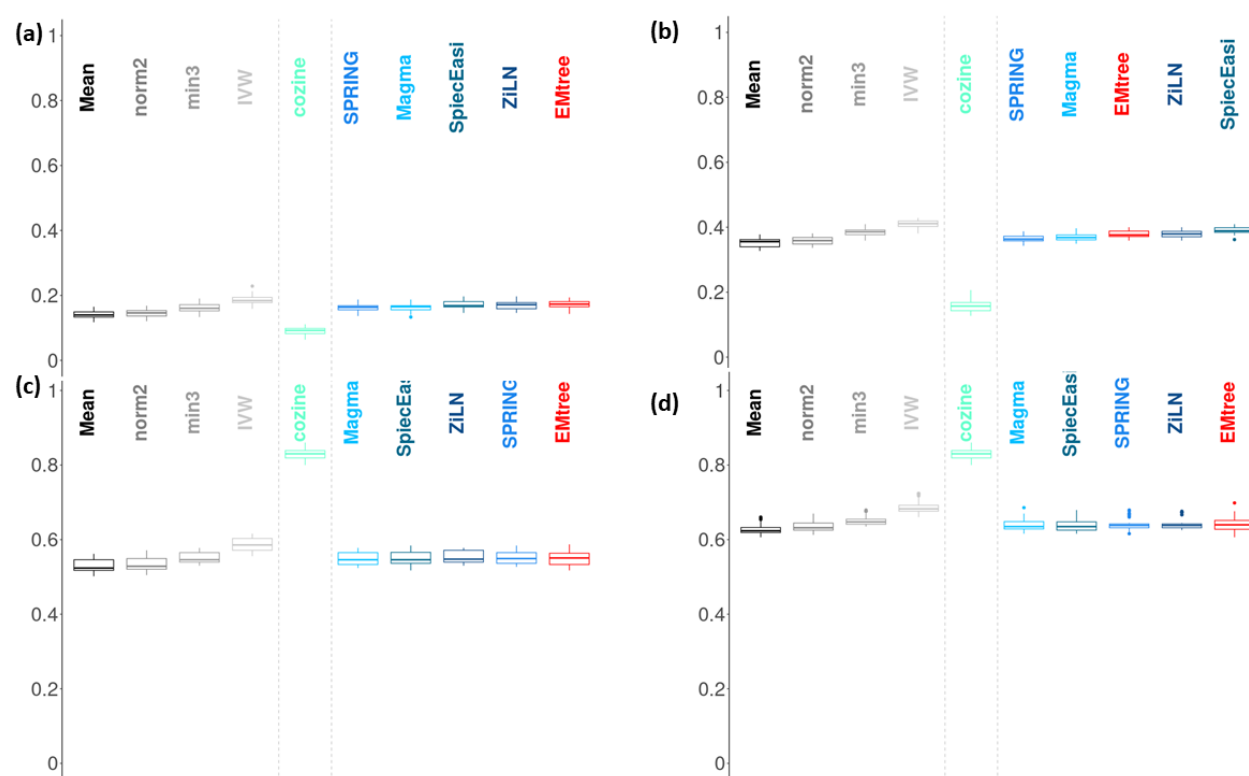 (a)
1
0.8
0.6
0.4
0.2
0
Mean
norm2
min3
IVW
cozine
SPRING
Magma
SpiecEasi
ZiLN
EMtree
(b)
1
0.8
0.6
0.4
0.2
0
Mean
norm2
min3
IVW
cozine
SPRING
Magma
EMtree
ZiLN
SpiecEasi
(c)
1
0.8
0.6
0.4
0.2
0
Mean
norm2
min3
IVW
cozine
Magma
SpiecEas
ZiLN
SPRING
EMtree
(d)
1
0.8
0.6
0.4
0.2
0
Mean
norm2
min3
IVW
cozine
Magma
SpiecEas
SPRING
ZiLN
EMtree